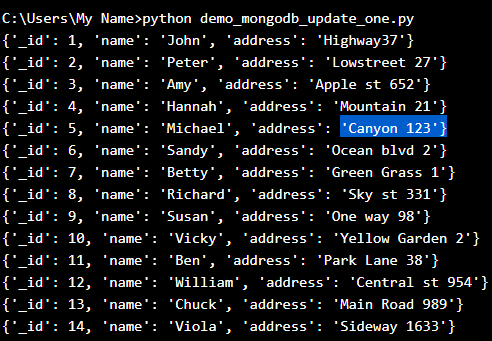 C:\Users\My Name>python demo_mongodb_update_one.py
{'_id': 1, 'name': 'John', 'address': 'Highway37'}
{'_id': 2, 'name': 'Peter', 'address': 'Lowstreet 27'}
{'_id': 3, 'name': 'Amy', 'address': 'Apple st 652'}
{'_id': 4, 'name': 'Hannah', 'address': 'Mountain 21'}
{'_id': 5, 'name': 'Michael', 'address': 'Canyon 123'}
{'_id': 6, 'name': 'Sandy', 'address': 'Ocean blvd 2'}
{'_id': 7, 'name': 'Betty', 'address': 'Green Grass 1'}
{'_id': 8, 'name': 'Richard', 'address': 'Sky st 331'}
{'_id': 9, 'name': 'Susan', 'address': 'One way 98'}
{'_id': 10, 'name': 'Vicky', 'address': 'Yellow Garden 2'}
{'_id': 11, 'name': 'Ben', 'address': 'Park Lane 38'}
{'_id': 12, 'name': 'William', 'address': 'Central st 954'}
{'_id': 13, 'name': 'Chuck', 'address': 'Main Road 989'}
{'_id': 14, 'name': 'Viola', 'address': 'Sideway 1633'}